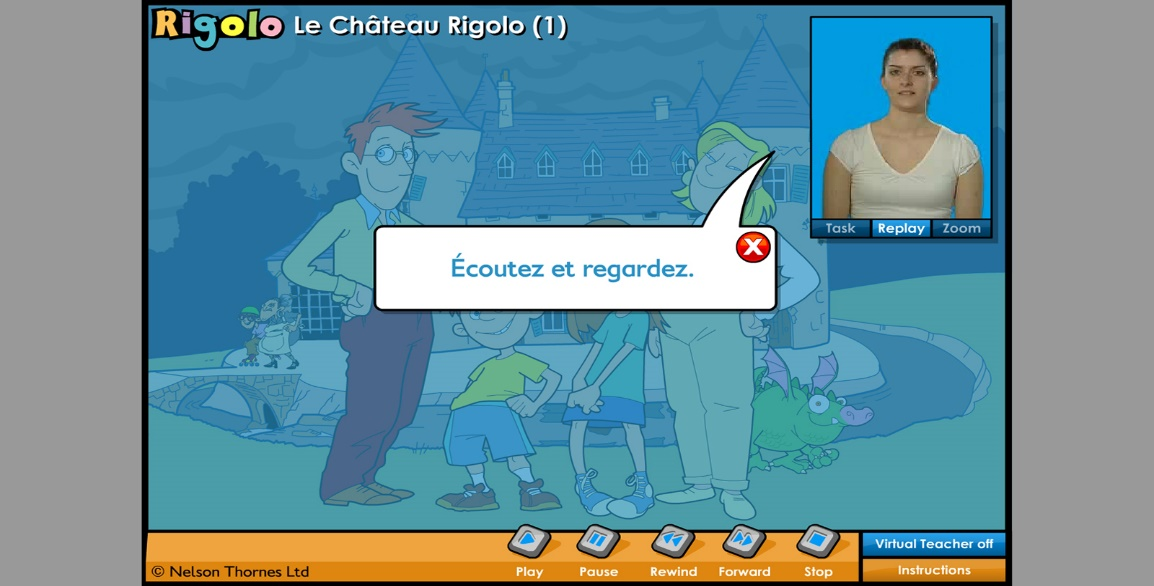 Rigolo Le Château Rigolo (1)
Task Replay Zoom
Écoutez et regardez.
X
Play Pause Rewind Forward Stop
Virtual Teacher off
Instructions
© Nelson Thornes Ltd